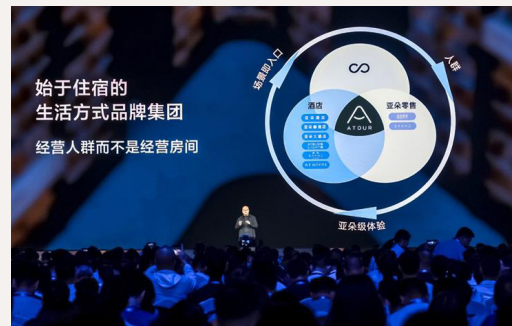 始于住宿的
生活方式品牌集团
经营人群而不是经营房间
场景即入口
人群
酒店
亚朵零售
ATOUR
亚朵级体验